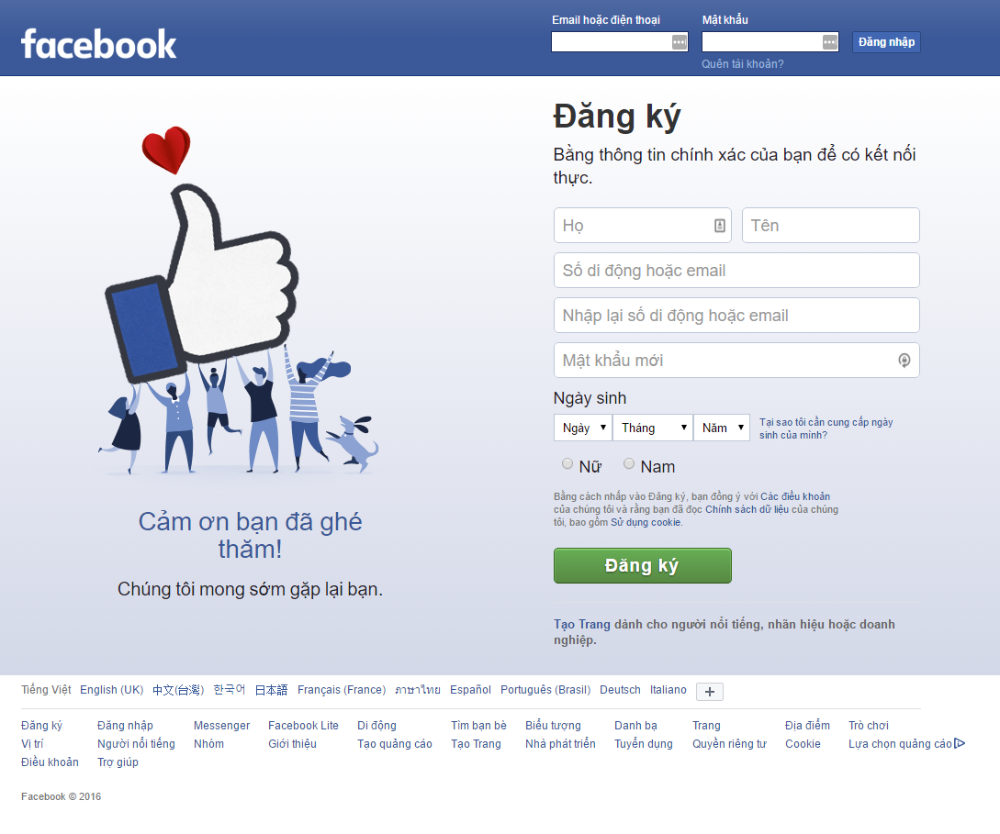 facebook
Email hoặc điện thoại
Mật khẩu
Đăng nhập
Quên tài khoản?
Đăng ký
Bằng thông tin chính xác của bạn để có kết nối
thực.
Họ
Tên
Số di động hoặc email
Nhập lại số di động hoặc email
Mật khẩu mới
Ngày sinh
Ngày
Tháng
Năm
Tại sao tôi cần cung cấp ngày
sinh của mình?
Nữ
Nam
Bằng cách nhấp vào Đăng ký, bạn đồng ý với Các điều khoản
của chúng tôi và rằng bạn đã đọc Chính sách dữ liệu của chúng
tôi, bao gồm Sử dụng cookie.
Đăng ký
Tạo Trang dành cho người nổi tiếng, nhãn hiệu hoặc doanh
nghiệp.
Cảm ơn bạn đã ghé
thăm!
Chúng tôi mong sớm gặp lại bạn.
Tiếng Việt English (UK) 中文(台灣) 한국어 日本語 Français (France) ภาษาไทย Español Português (Brasil) Deutsch Italiano +
Đăng ký Đăng nhập Messenger Facebook Lite Di động Tìm bạn bè Biểu tượng Danh bạ Trang Địa điểm Trò chơi
Vị trí Người nổi tiếng Nhóm Giới thiệu Tạo quảng cáo Tạo Trang Nhà phát triển Tuyển dụng Quyền riêng tư Cookie Lựa chọn quảng cáo
Điều khoản Trợ giúp
Facebook © 2016